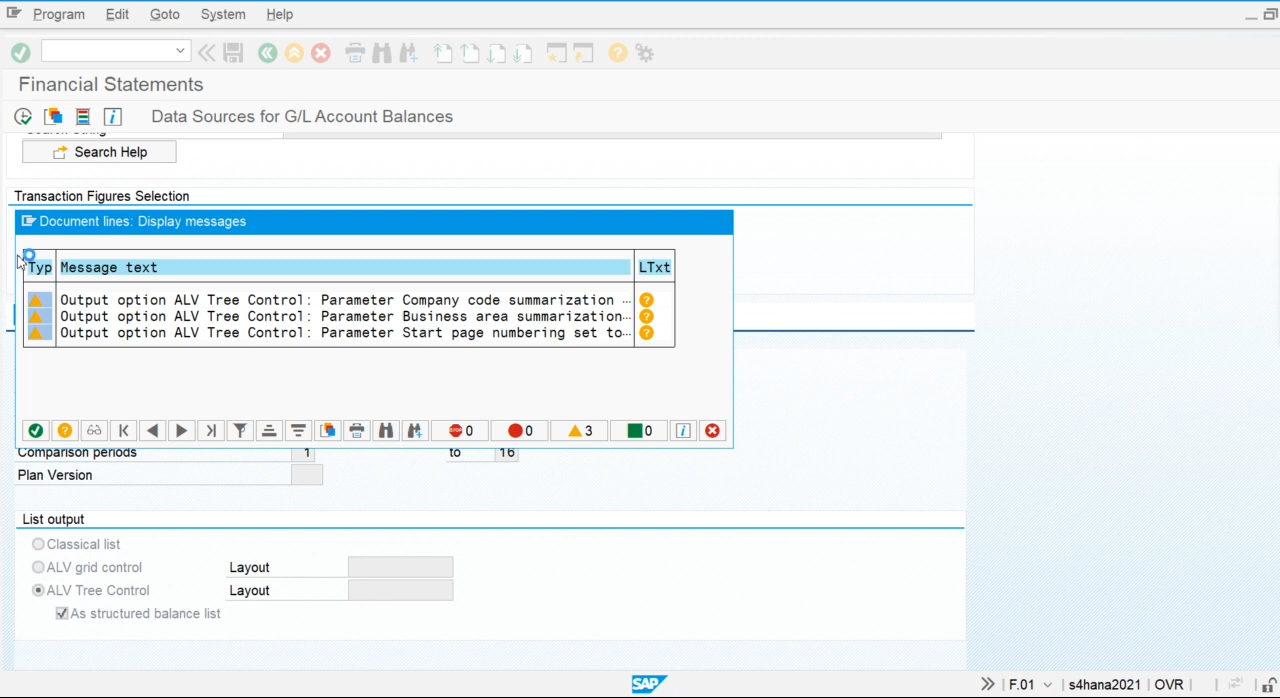 Program Edit Goto System Help
Financial Statements
Data Sources for G/L Account Balances
Search Help
Transaction Figures Selection
Document lines: Display messages
Typ Message text LTxt
Output option ALV Tree Control: Parameter Company code summarization ...
Output option ALV Tree Control: Parameter Business area summarization...
Output option ALV Tree Control: Parameter Start page numbering set to...
STOP 0 0 3 0
Comparison periods 1 to 16
Plan Version
List output
Classical list
ALV grid control Layout
ALV Tree Control Layout
As structured balance list
SAP F.01 s4hana2021 OVR